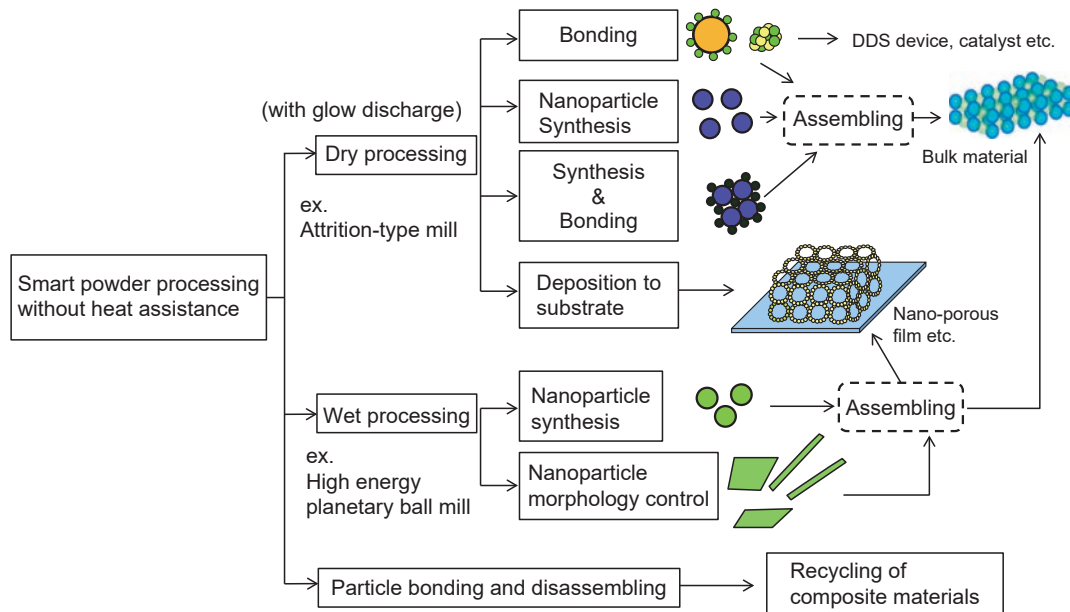 Bonding
DDS device, catalyst etc.
(with glow discharge)
Nanoparticle
Synthesis
Assembling
Dry processing
Bulk material
ex.
Attrition-type mill
Synthesis
&
Bonding
Smart powder processing
without heat assistance
Deposition to
substrate
Nano-porous
film etc.
Wet processing
Nanoparticle
synthesis
Assembling
ex.
High energy
planetary ball mill
Nanoparticle
morphology control
Particle bonding and disassembling
Recycling of
composite materials